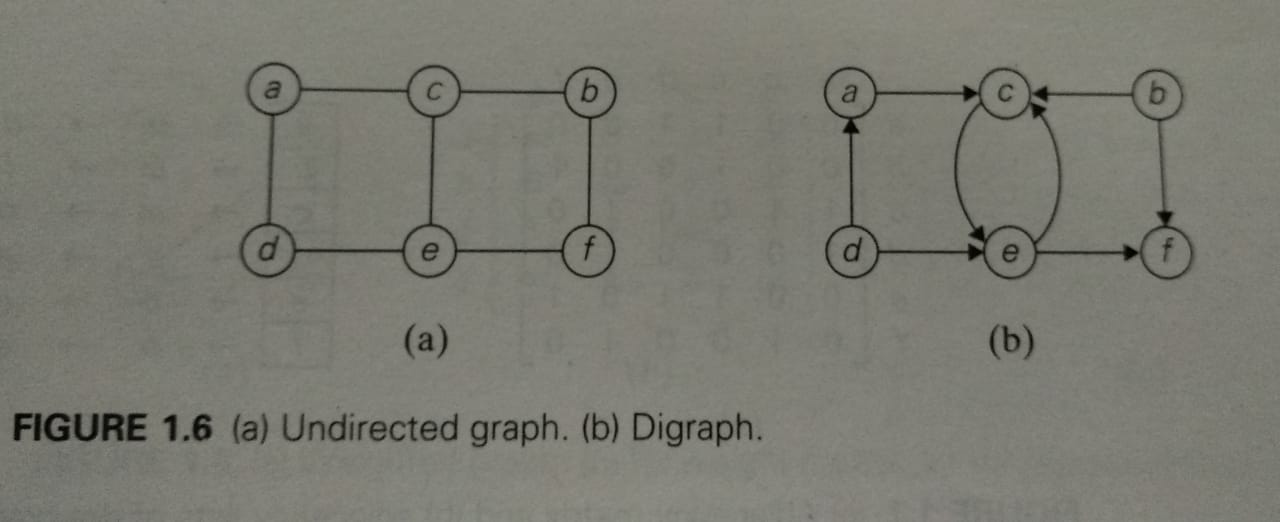 a c b a c b
d e f d e f
(a) (b)
FIGURE 1.6 (a) Undirected graph. (b) Digraph.